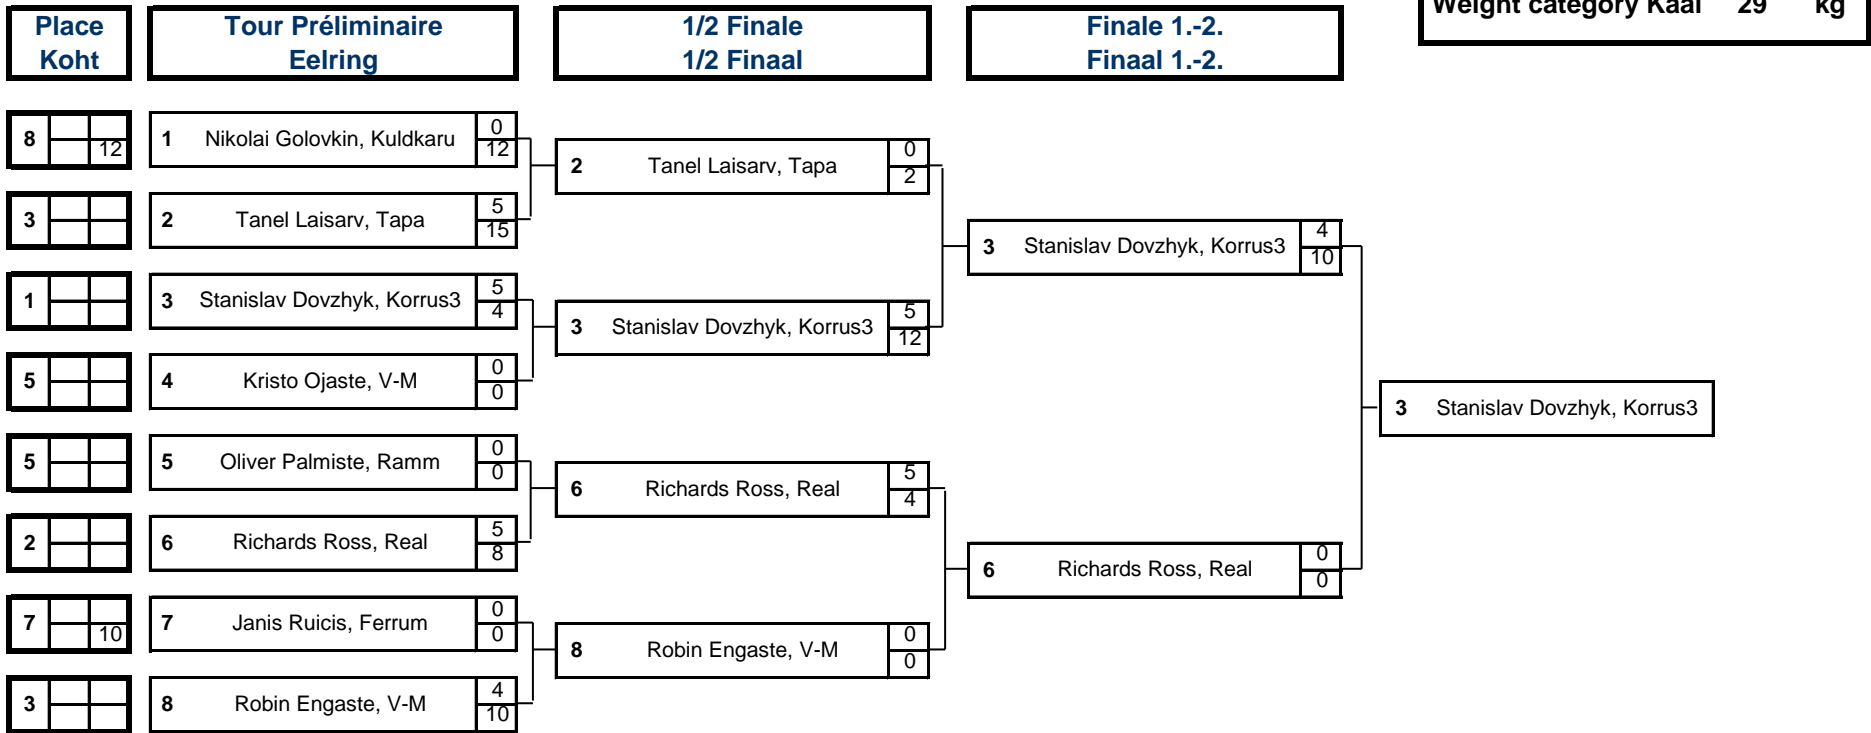 Weight category Kaal 29 kg
Place
Koht
Tour Préliminaire
Eelring
1/2 Finale
1/2 Finaal
Finale 1.-2.
Finaal 1.-2.
8 12
1 Nikolai Golovkin, Kuldkaru 0
12
2 Tanel Laisarv, Tapa 0
2
3
2 Tanel Laisarv, Tapa 5
15
3 Stanislav Dovzhyk, Korrus3 4
10
1
3 Stanislav Dovzhyk, Korrus3 5
4
3 Stanislav Dovzhyk, Korrus3 5
12
5
4 Kristo Ojaste, V-M 0
0
3 Stanislav Dovzhyk, Korrus3
5
5 Oliver Palmiste, Ramm 0
0
6 Richards Ross, Real 5
4
2
6 Richards Ross, Real 5
8
6 Richards Ross, Real 0
0
7 10
7 Janis Ruicis, Ferrum 0
0
8 Robin Engaste, V-M 0
0
3
8 Robin Engaste, V-M 4
10